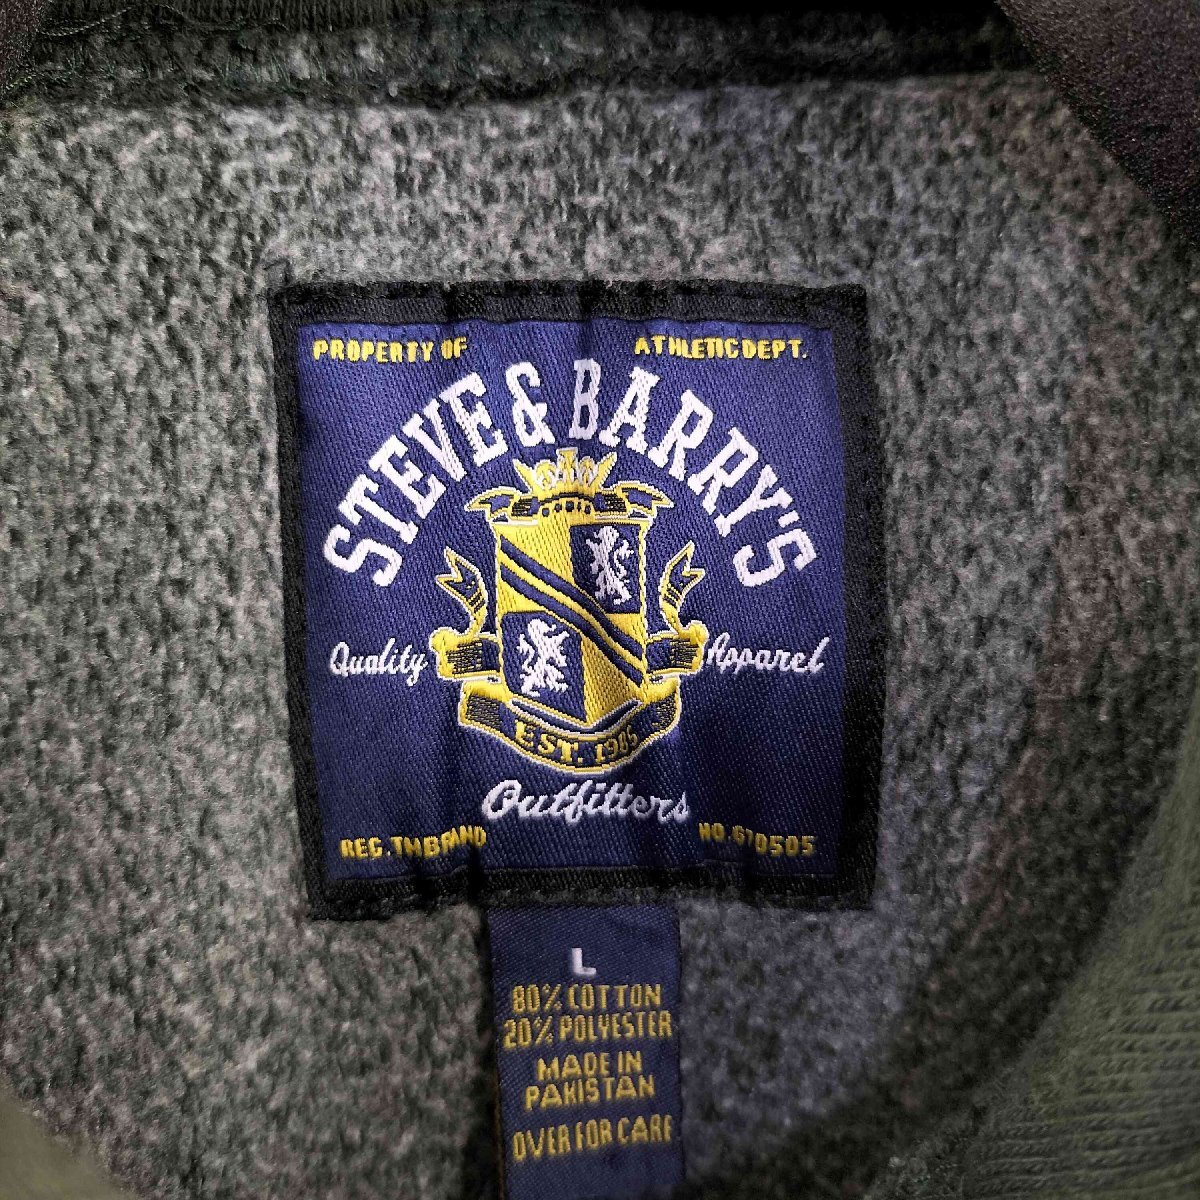 PROPERTY OF ATHLETIC DEPT.
STEVE & BARRY'S
Quality Apparel
EST. 1985
Outfitters
REG. TM BRAND NO. 670505
L
80% COTTON
20% POLYESTER
MADE IN
PAKISTAN
OVER FOR CARE